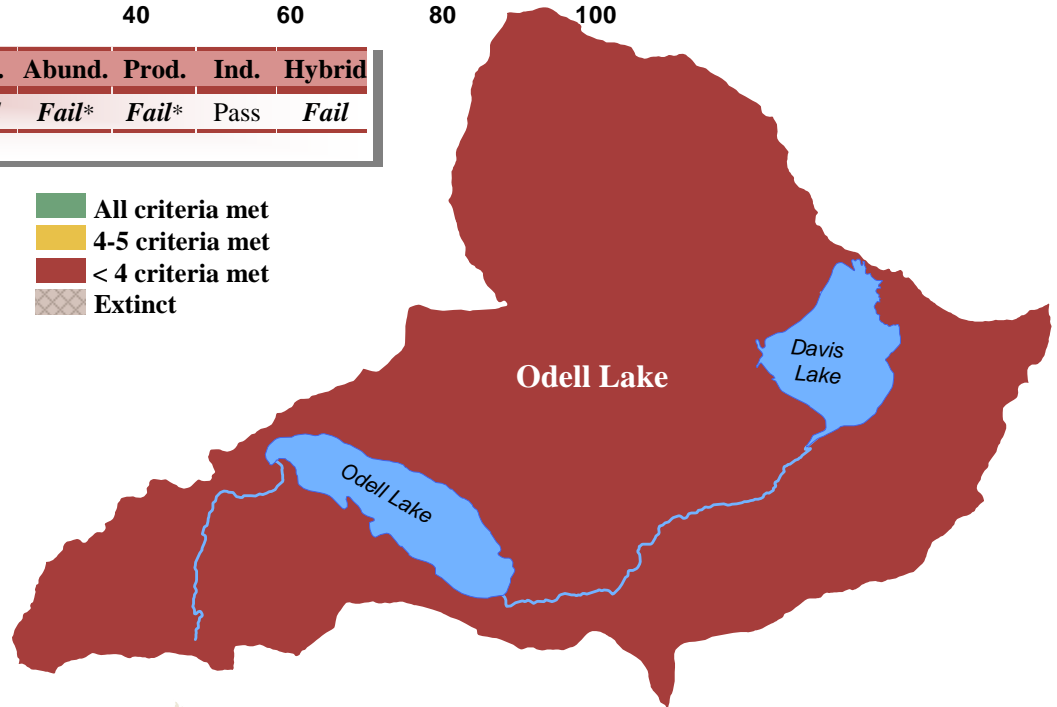 40 60 80 100
. Abund. Prod. Ind. Hybrid
Fail* Fail* Pass Fail
All criteria met
4-5 criteria met
< 4 criteria met
Extinct
Davis
Lake
Odell Lake
Odell Lake